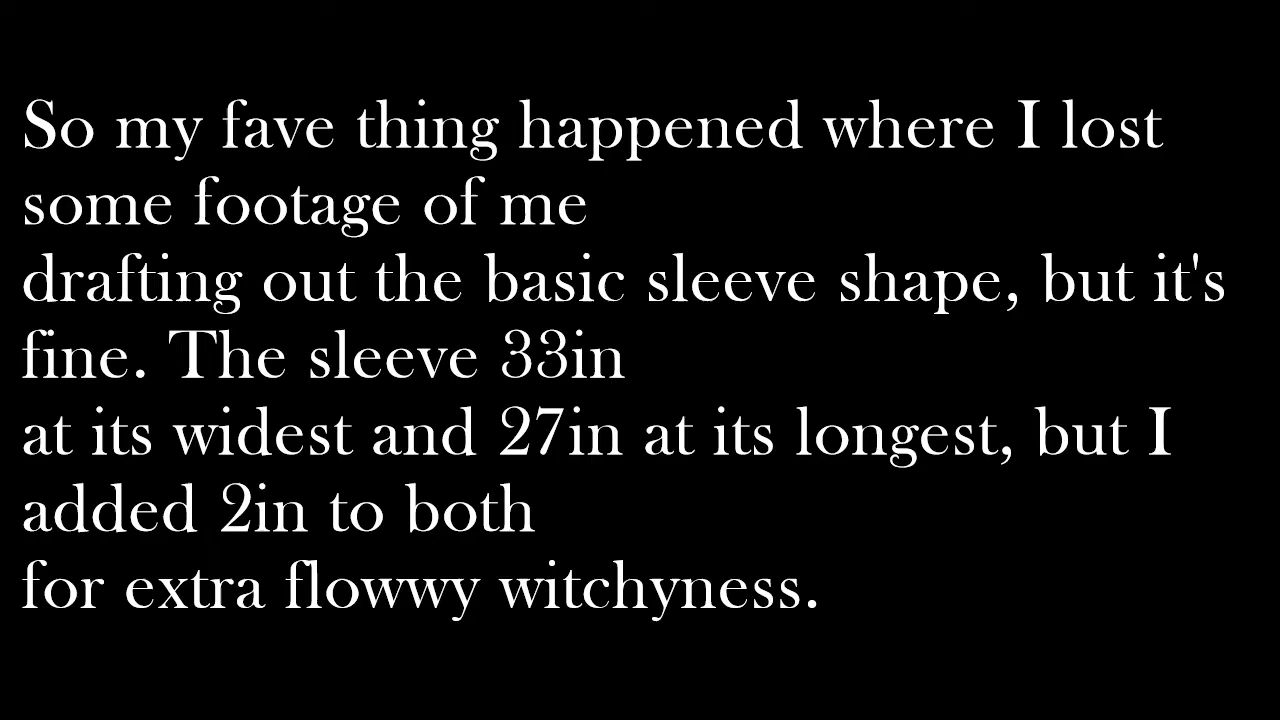 So my fave thing happened where I lost
some footage of me
drafting out the basic sleeve shape, but it's
fine. The sleeve 33in
at its widest and 27in at its longest, but I
added 2in to both
for extra flowwy witchyness.